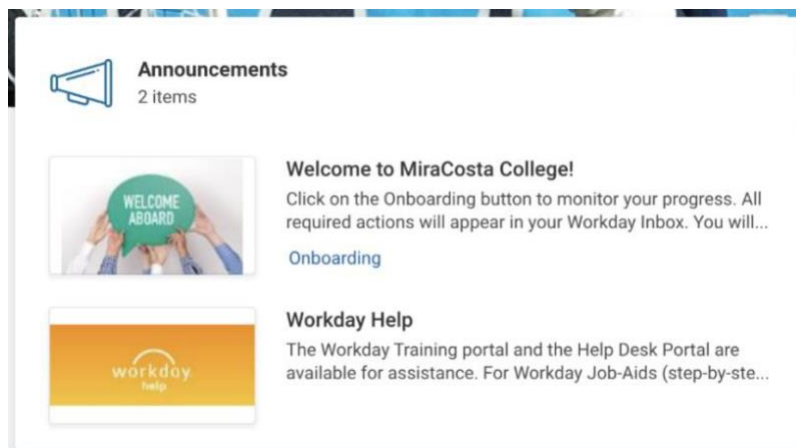 Announcements
2 items
Welcome to MiraCosta College!
WELCOME
ABOARD
Click on the Onboarding button to monitor your progress. All
required actions will appear in your Workday Inbox. You will...
Onboarding
Workday Help
workday
help
The Workday Training portal and the Help Desk Portal are
available for assistance. For Workday Job-Aids (step-by-ste...